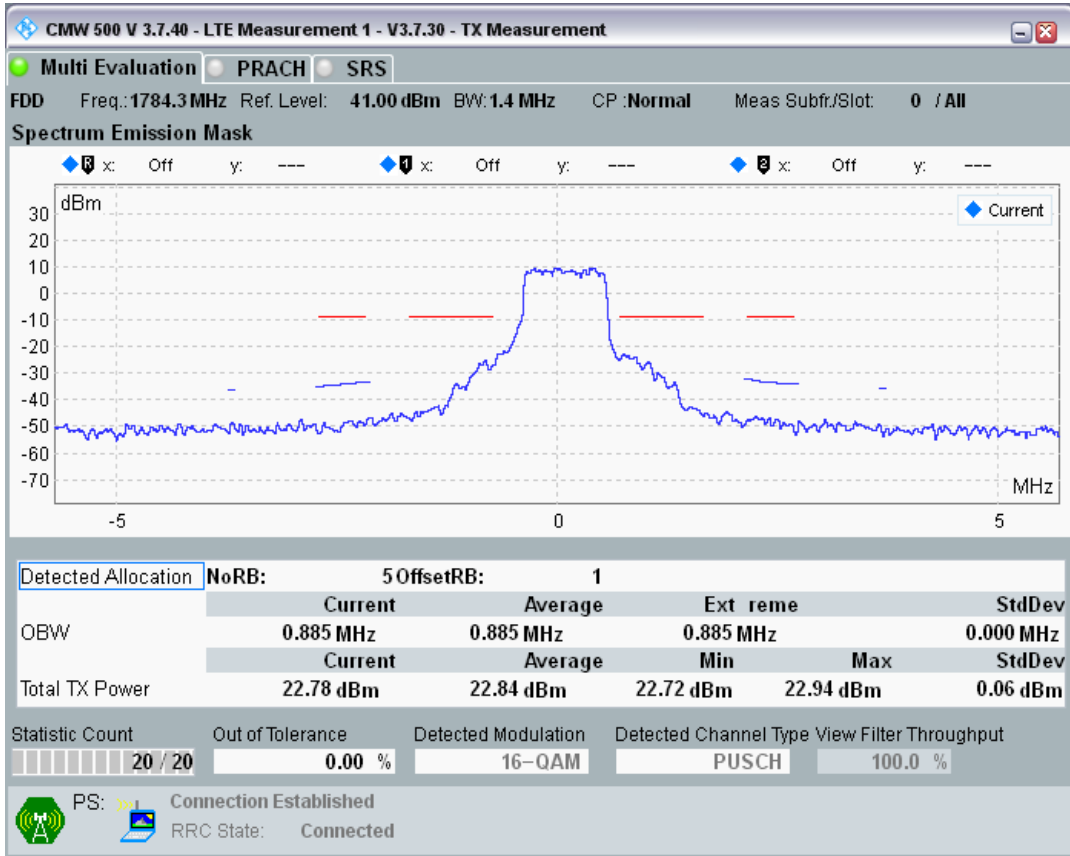 CMW 500 V 3.7.40 - LTE Measurement 1 - V3.7.30 - TX Measurement
Multi Evaluation PRACH SRS
FDD Freq.: 1784.3 MHz Ref. Level: 41.00 dBm BW: 1.4 MHz CP : Normal Meas Subfr./Slot: 0 / All
Spectrum Emission Mask
R x: Off y: --- 1 x: Off y: --- 2 x: Off y: ---
dBm
Current
30
20
10
0
-10
-20
-30
-40
-50
-60
-70
MHz
-5 0 5
Detected Allocation NoRB: 5 OffsetRB: 1
Current Average Ext reme StdDev
OBW 0.885 MHz 0.885 MHz 0.885 MHz 0.000 MHz
Current Average Min Max StdDev
Total TX Power 22.78 dBm 22.84 dBm 22.72 dBm 22.94 dBm 0.06 dBm
Statistic Count Out of Tolerance Detected Modulation Detected Channel Type View Filter Throughput
20 / 20 0.00 % 16-QAM PUSCH 100.0 %
PS: Connection Established
RRC State: Connected